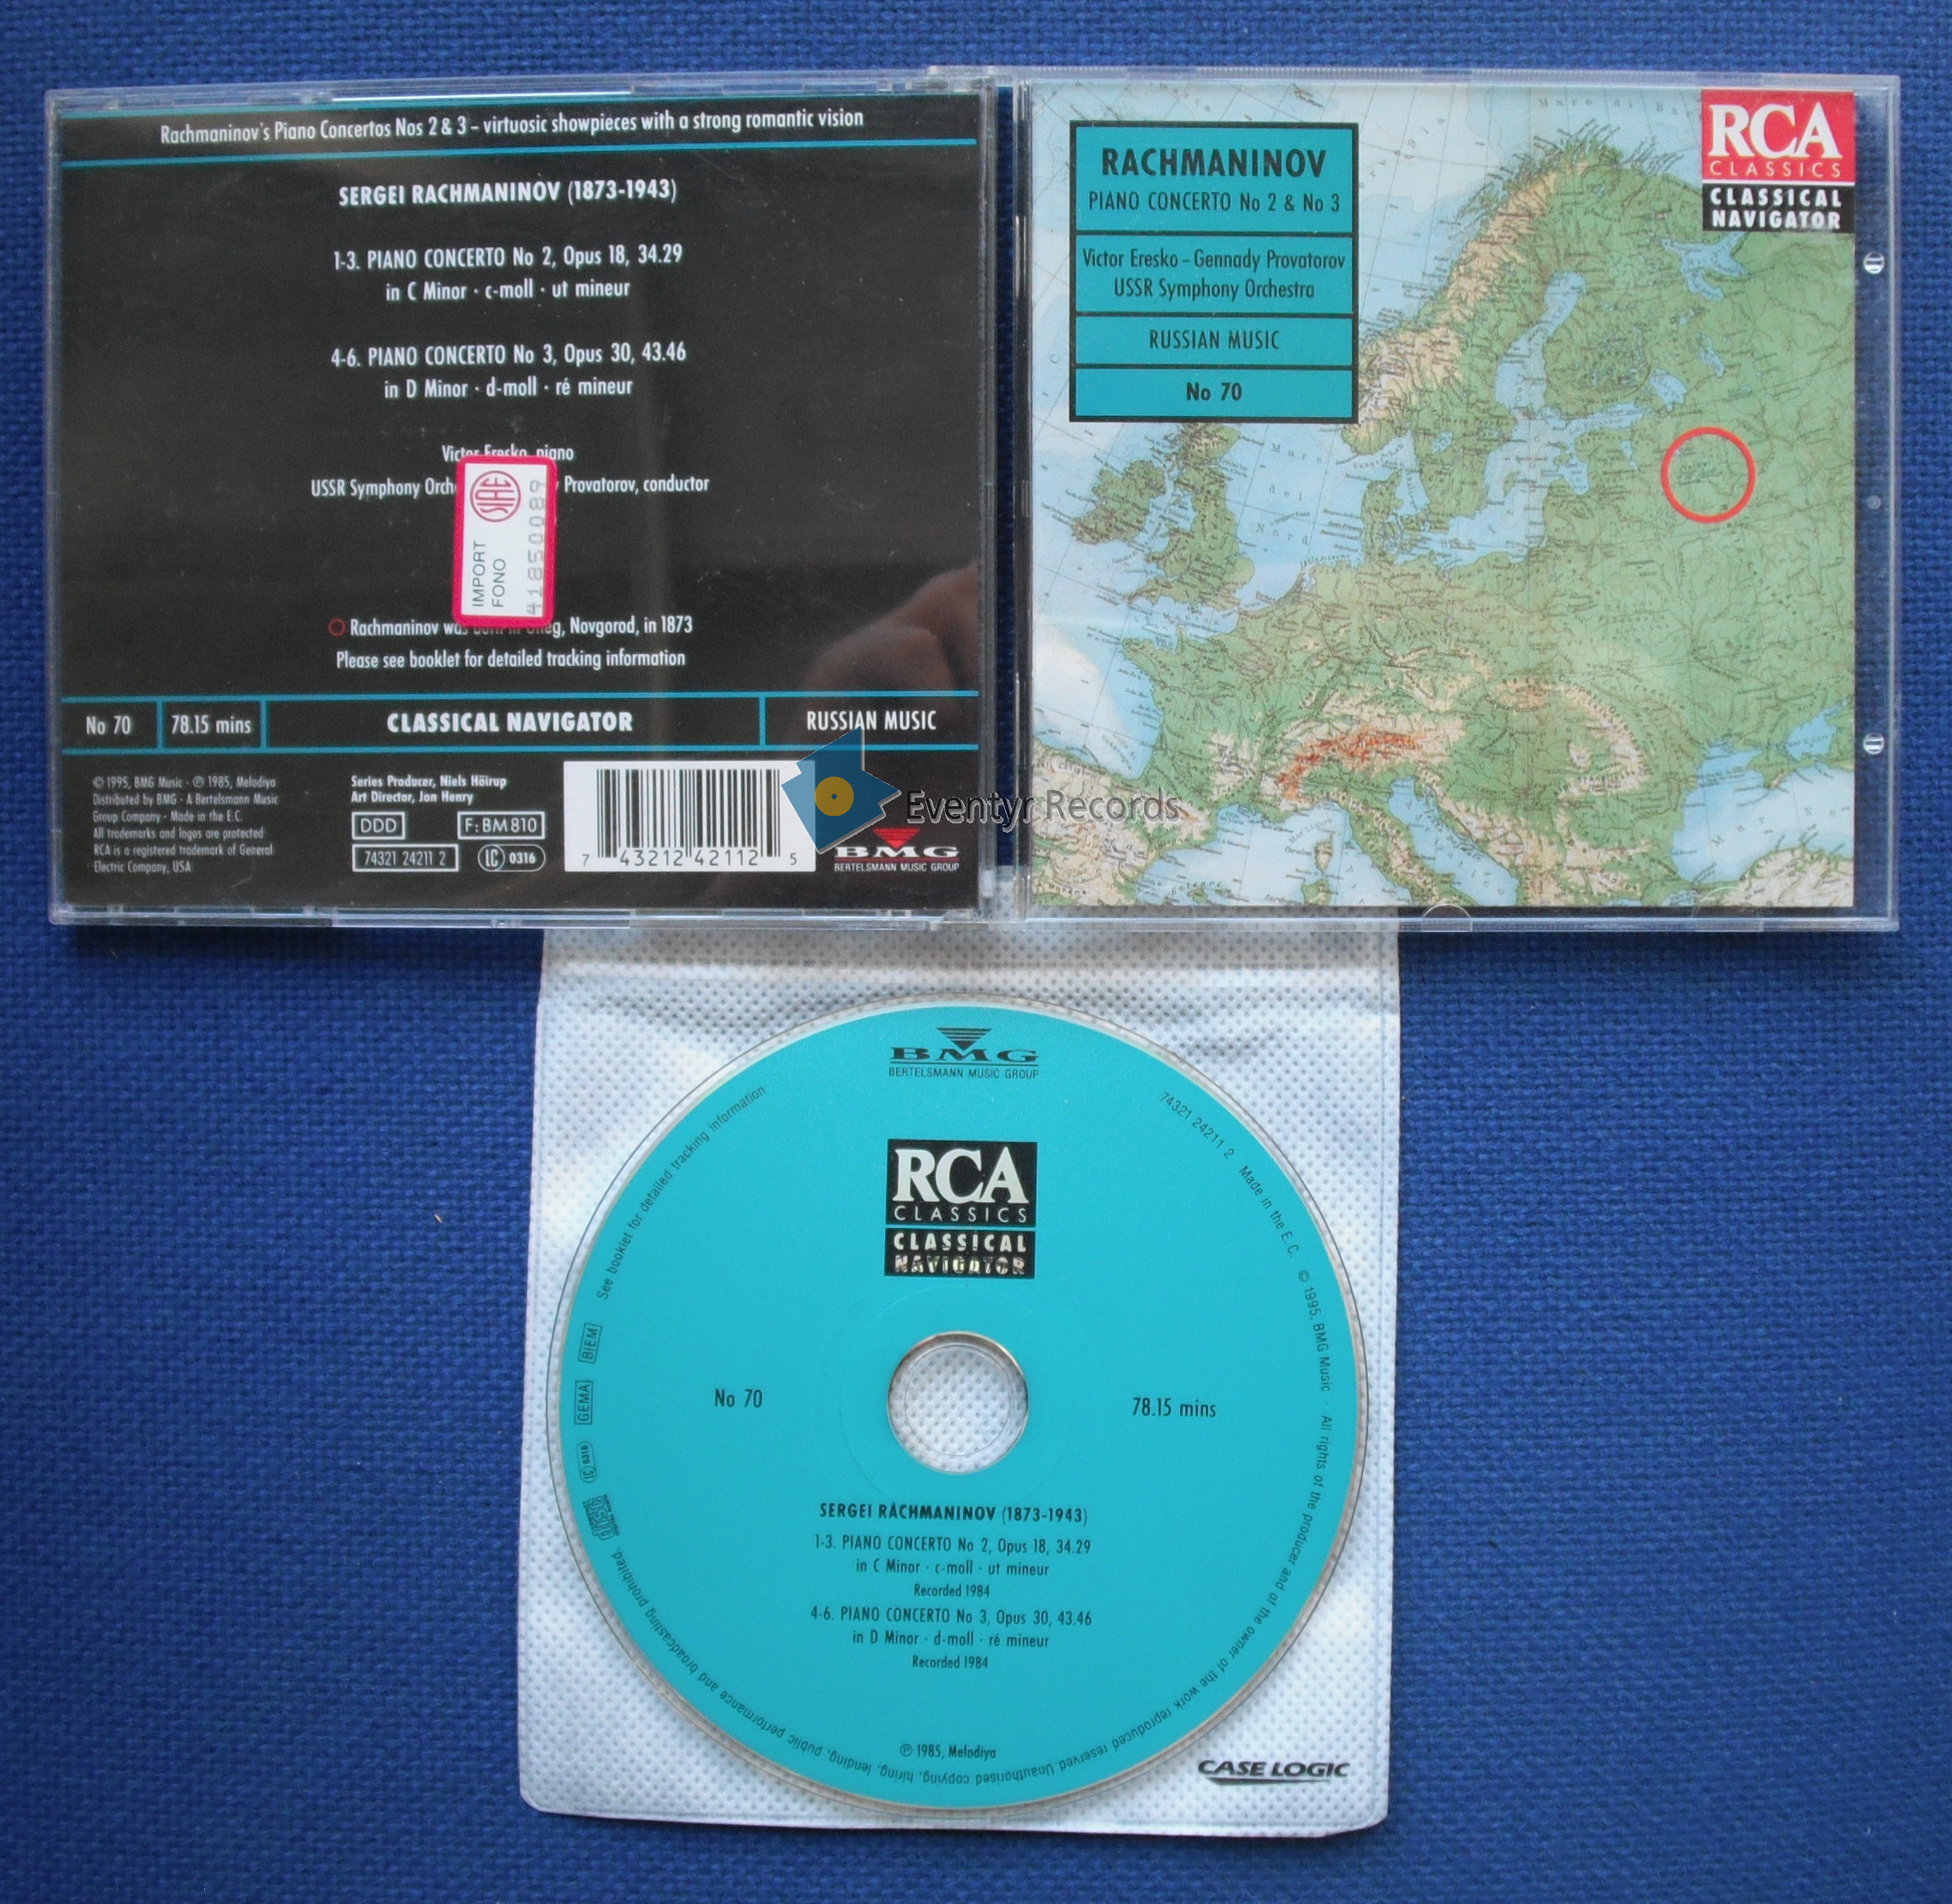 Rachmaninov's Piano Concertos Nos 2 & 3 – virtuosic showpieces with a strong romantic vision
SERGEI RACHMANINOV (1873-1943)
1-3. PIANO CONCERTO No 2, Opus 18, 34.29
in C Minor · c-moll · ut mineur
4-6. PIANO CONCERTO No 3, Opus 30, 43.46
in D Minor · d-moll · ré mineur
Victor Eresko, piano
USSR Symphony Provatorov, conductor
SIAE
IMPORT
FONO
Rachmaninov Novgorod, in 1873
Please see booklet for detailed tracking information
No 70
78.15 mins
CLASSICAL NAVIGATOR
RUSSIAN MUSIC
© 1995, BMG Music · ℗ 1985, Melodiya
Distributed by BMG · A Bertelsmann Music
Group Company · Made in the E.C.
All trademarks and logos are protected
RCA is a registered trademark of General
Electric Company, USA
Series Producer, Niels Höirup
Art Director, Jon Henry
DDD
F: BM 810
74321 24211 2
LC 0316
7 43212 42112 5
BMG
BERTELSMANN MUSIC GROUP
Eventyr Records
RACHMANINOV
PIANO CONCERTO No 2 & No 3
Victor Eresko – Gennady Provatorov
USSR Symphony Orchestra
RUSSIAN MUSIC
No 70
RCA
CLASSICS
CLASSICAL
NAVIGATOR
BMG
BERTELSMANN MUSIC GROUP
RCA
CLASSICS
CLASSICAL
NAVIGATOR
No 70
78.15 mins
SERGEI RACHMANINOV (1873-1943)
1-3. PIANO CONCERTO No 2, Opus 18, 34.29
in C Minor · c-moll · ut mineur
Recorded 1984
4-6. PIANO CONCERTO No 3, Opus 30, 43.46
in D Minor · d-moll · ré mineur
Recorded 1984
℗ 1985, Melodiya
74321 24211 2 Made in the E.C. © 1995, BMG Music · All rights of the producer and of the owner of the work reproduced reserved. Unauthorised copying, hiring, lending, public performance and broadcasting prohibited.
LC 0316
GEMA
BIEM
See booklet for detailed tracking information
CASE LOGIC